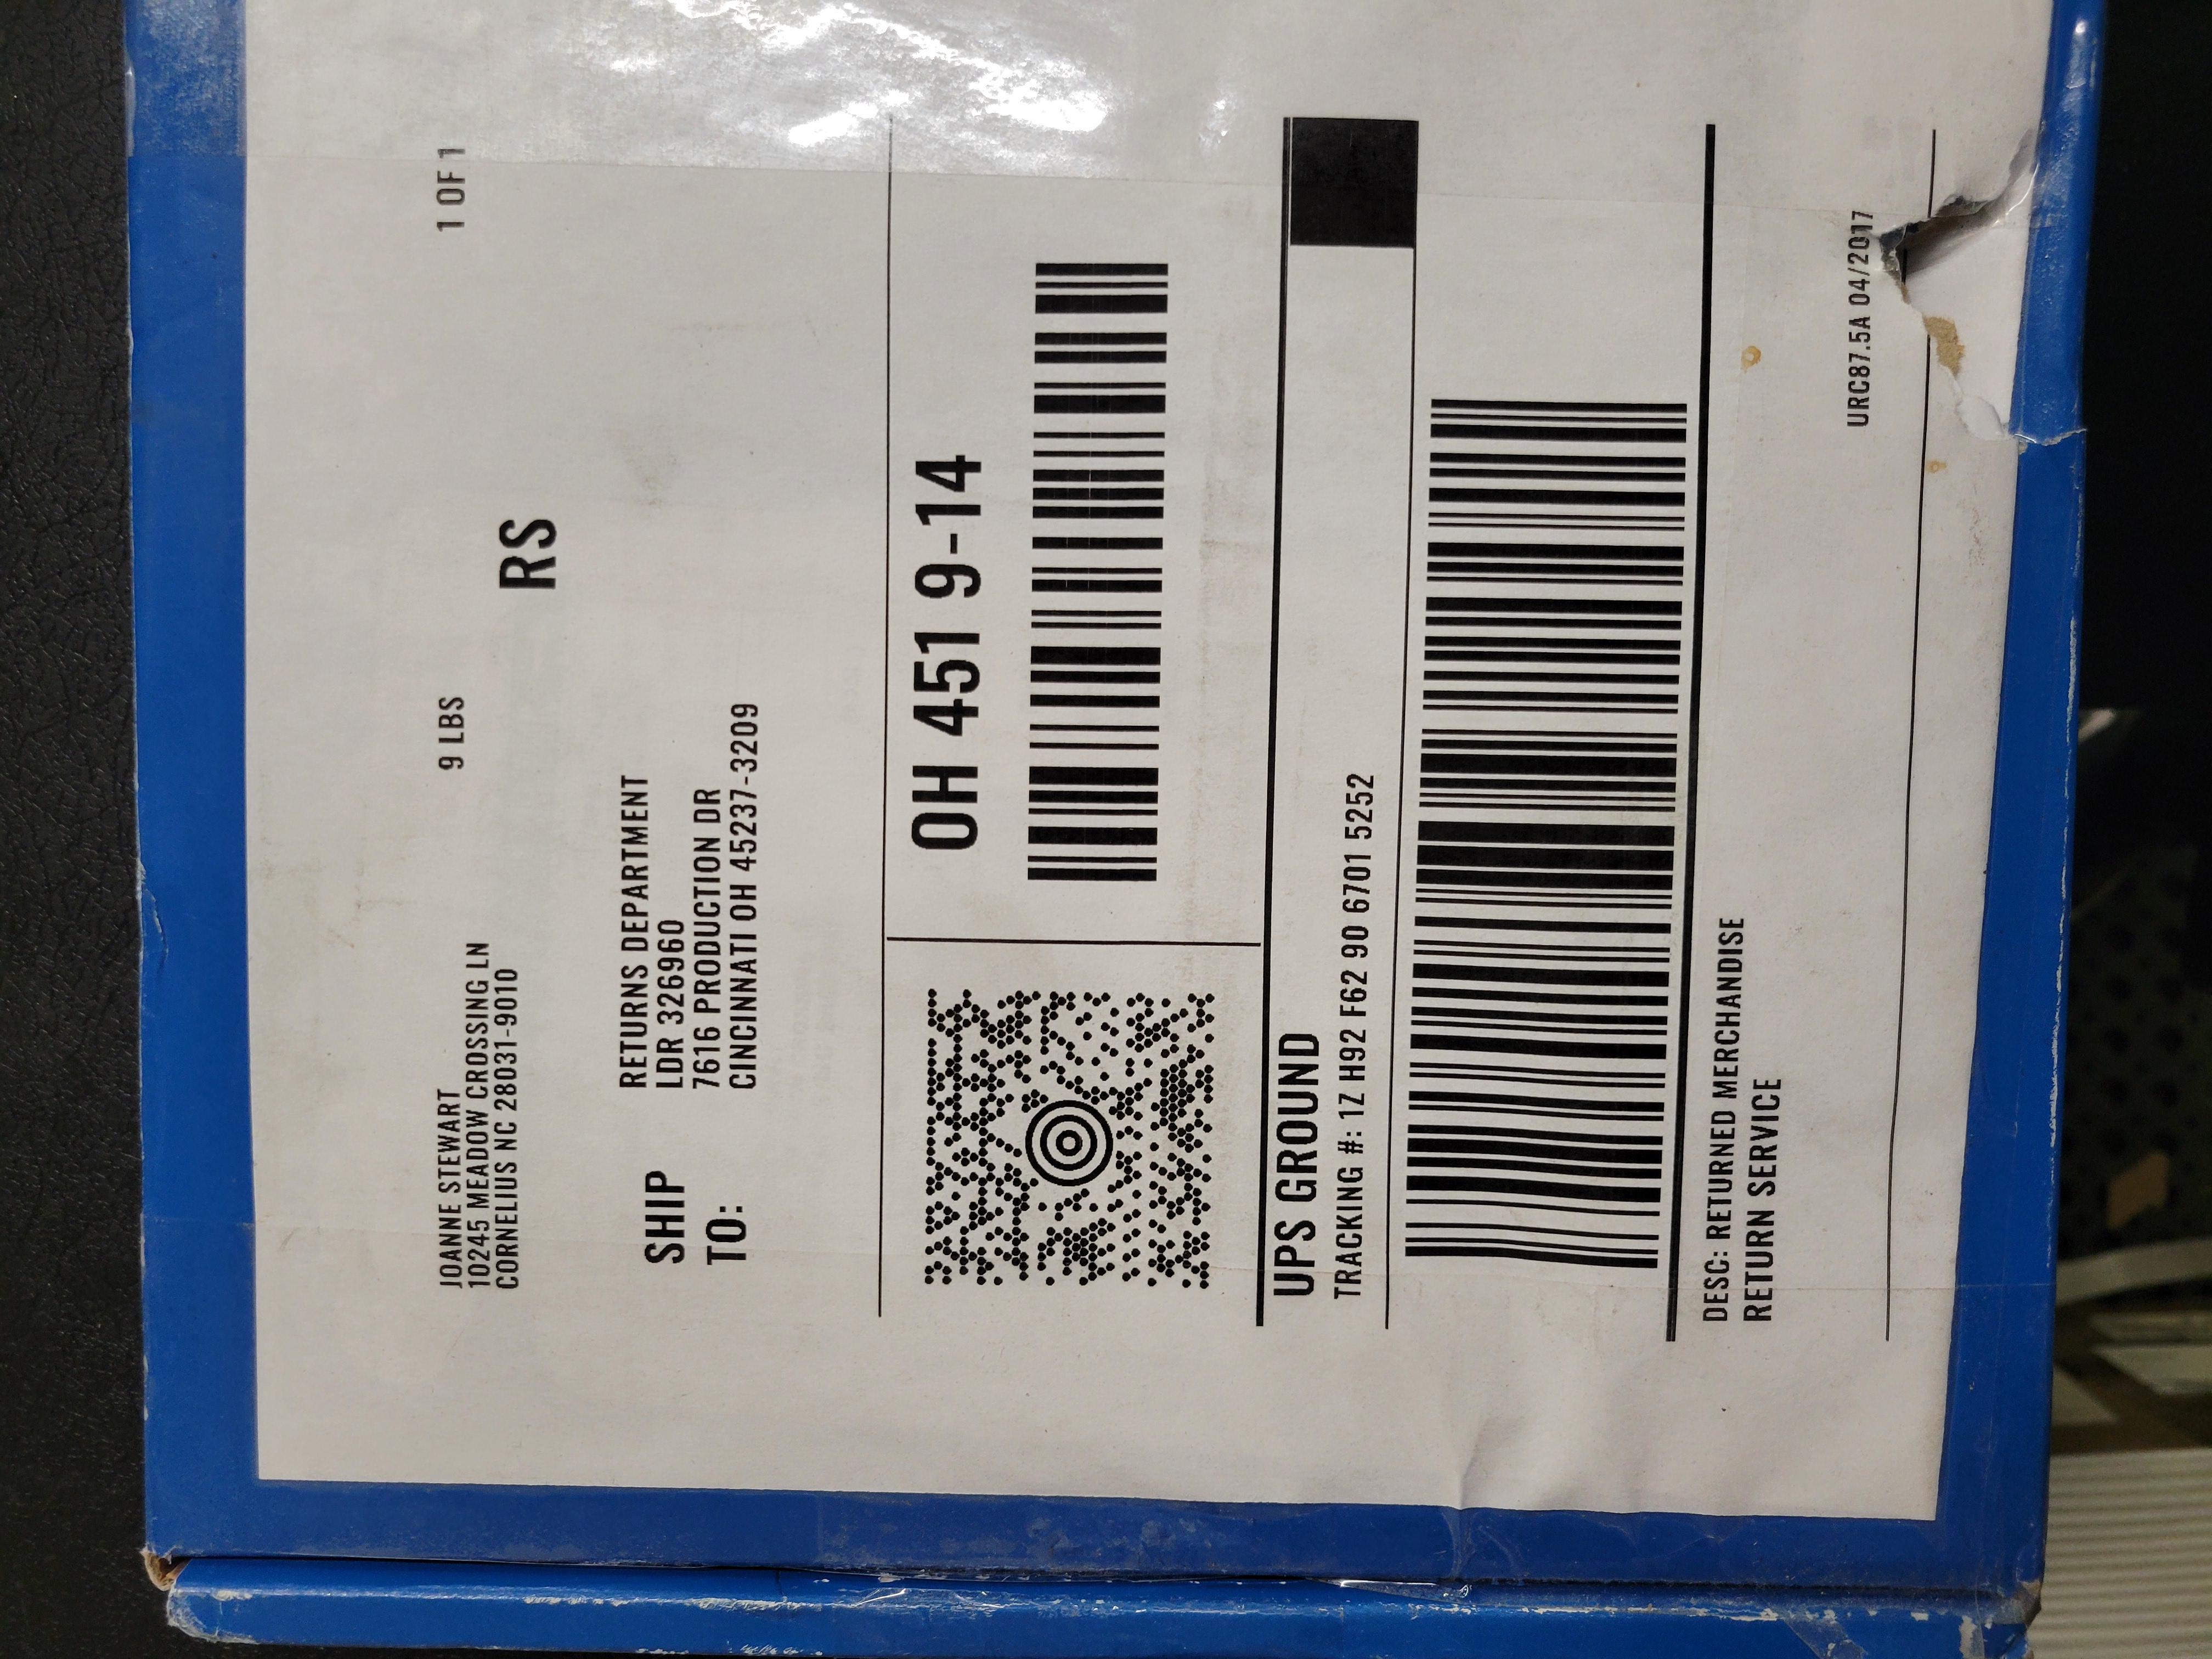 JOANNE STEWART
10245 MEADOW CROSSING LN
CORNELIUS NC 28031-9010
9 LBS
1 OF 1
RS
SHIP
TO:
RETURNS DEPARTMENT
LDR 326960
7616 PRODUCTION DR
CINCINNATI OH 45237-3209
OH 451 9-14
UPS GROUND
TRACKING #: 1Z H92 F62 90 6701 5252
DESC: RETURNED MERCHANDISE
RETURN SERVICE
URC87.5A 04/2017